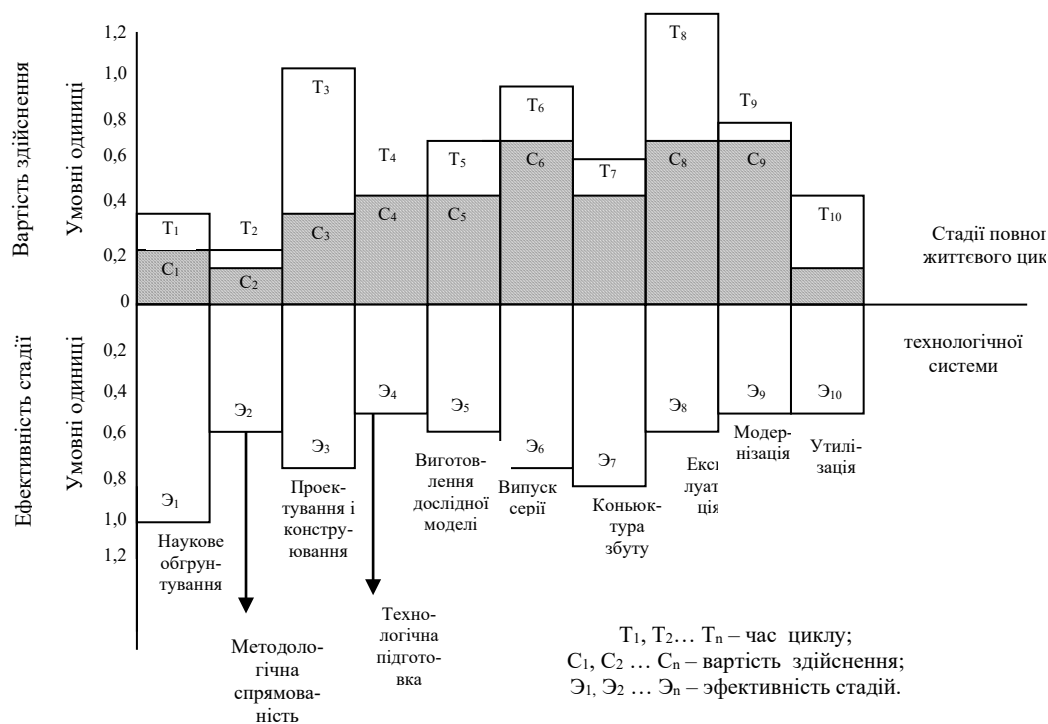 Вартість здійснення
Умовні одиниці
1,2
1,0
0,8
0,6
0,4
0,2
0
T1
T2
T3
T4
T5
T6
T7
T8
T9
T10
C1
C2
C3
C4
C5
C6
C8
C9
Стадії повног
життєвого цик
технологічної
системи
Ефективність стадії
Умовні одиниці
0,2
0,4
0,6
0,8
1,0
1,2
Э1
Э2
Э3
Э4
Э5
Э6
Э7
Э8
Э9
Э10
Наукове
обгрун-
тування
Методоло-
гічна
спрямова-
ність
Проек-
тування і
констру-
ювання
Техно-
логічна
підгото-
вка
Виготов-
лення
дослідної
моделі
Випуск
серії
Коньюк-
тура
збуту
Експ
луат
ція
Модер-
нізація
Утилі-
зація
T1, T2… Tn – час циклу;
C1, C2 … Cn – вартість здійснення;
Э1, Э2 … Эn – эфективність стадій.